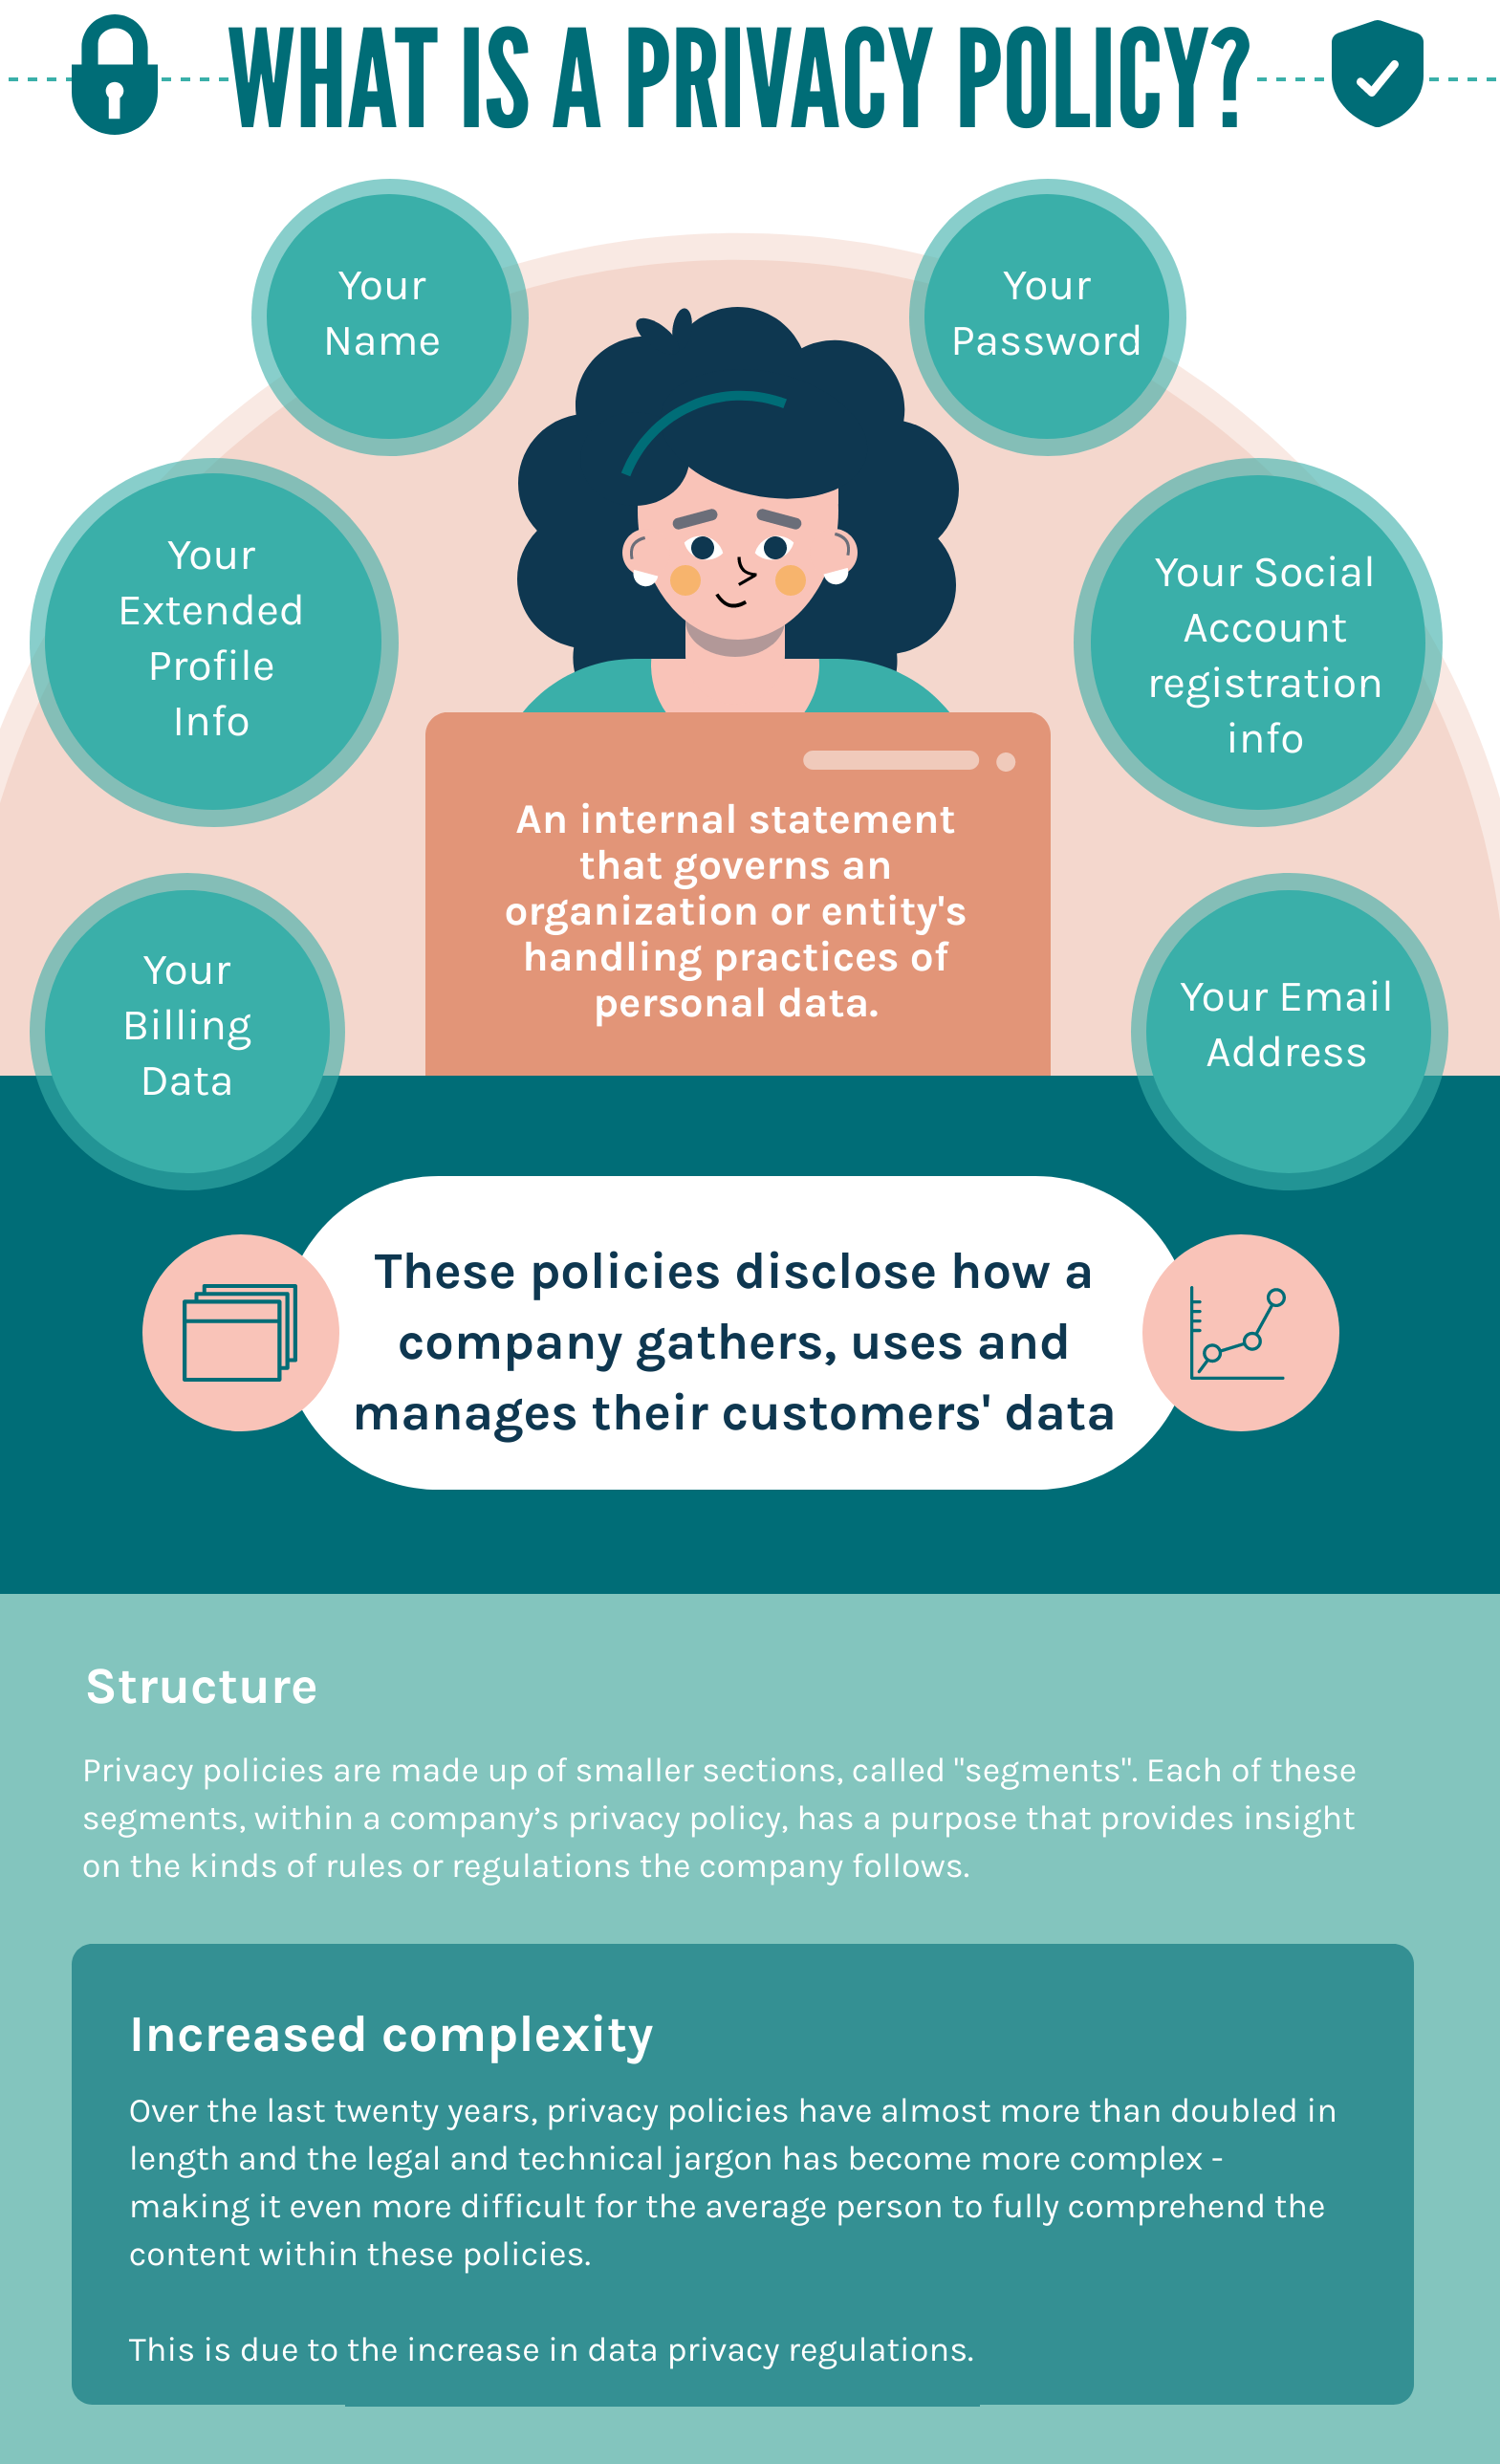 WHAT IS A PRIVACY POLICY?
Your
Name
Your
Password
Your
Extended
Profile
Info
Your Social
Account
registration
info
An internal statement
that governs an
organization or entity's
handling practices of
personal data.
Your
Billing
Data
Your Email
Address
These policies disclose how a
company gathers, uses and
manages their customers' data
Structure
Privacy policies are made up of smaller sections, called "segments". Each of these
segments, within a company’s privacy policy, has a purpose that provides insight
on the kinds of rules or regulations the company follows.
Increased complexity
Over the last twenty years, privacy policies have almost more than doubled in
length and the legal and technical jargon has become more complex -
making it even more difficult for the average person to fully comprehend the
content within these policies.
This is due to the increase in data privacy regulations.